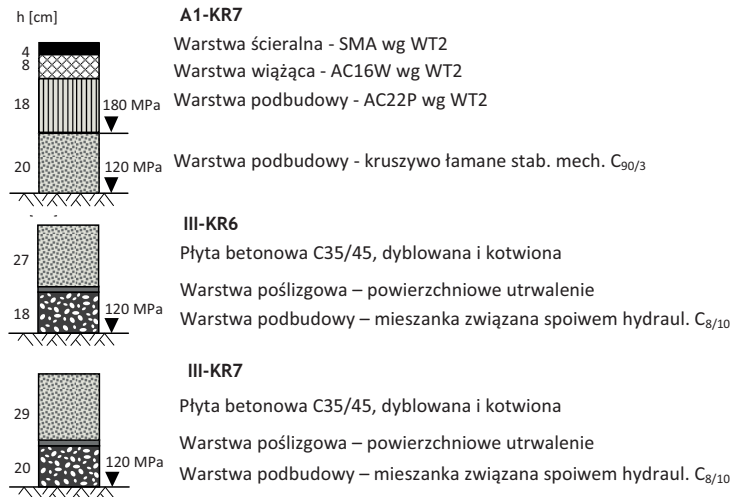 h [cm]
A1-KR7
4
Warstwa ścieralna - SMA wg WT2
8
Warstwa wiążąca - AC16W wg WT2
18
180 MPa
Warstwa podbudowy - AC22P wg WT2
20
120 MPa
Warstwa podbudowy - kruszywo łamane stab. mech. C90/3
III-KR6
27
Płyta betonowa C35/45, dyblowana i kotwiona
Warstwa poślizgowa – powierzchniowe utrwalenie
18
120 MPa
Warstwa podbudowy – mieszanka związana spoiwem hydraul. C8/10
III-KR7
29
Płyta betonowa C35/45, dyblowana i kotwiona
Warstwa poślizgowa – powierzchniowe utrwalenie
20
120 MPa
Warstwa podbudowy – mieszanka związana spoiwem hydraul. C8/10